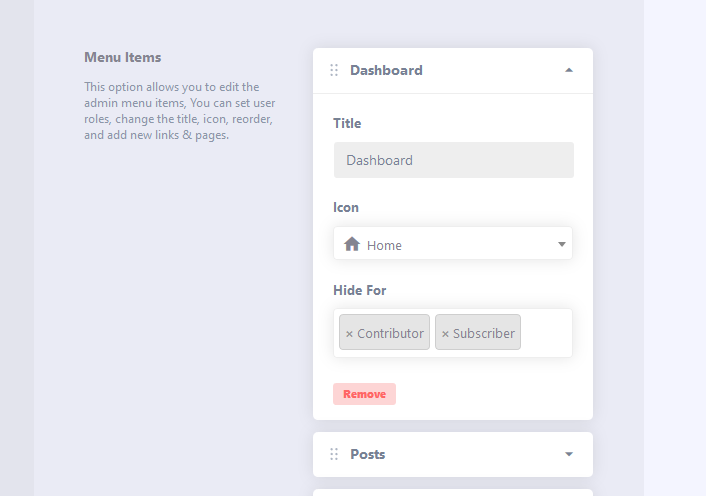 Menu Items
This option allows you to edit the
admin menu items, You can set user
roles, change the title, icon, reorder,
and add new links & pages.
Dashboard
Title
Dashboard
Icon
Home
Hide For
× Contributor × Subscriber
Remove
Posts